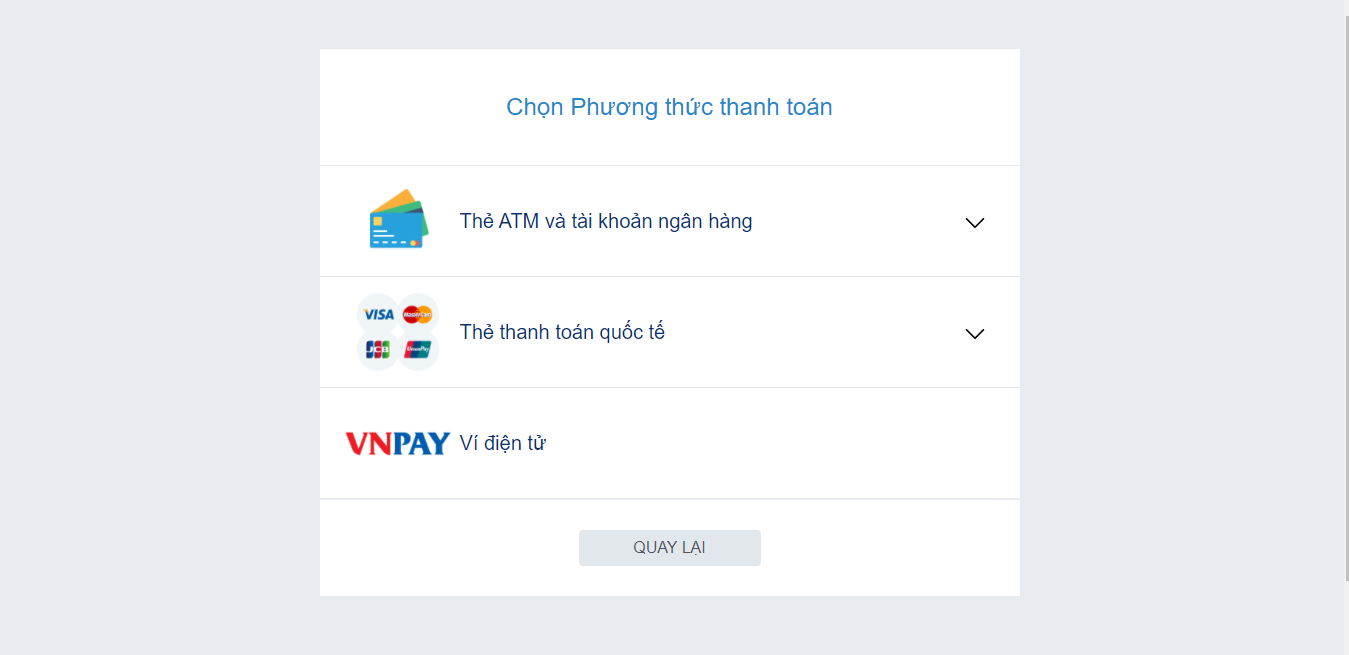 Chọn Phương thức thanh toán
Thẻ ATM và tài khoản ngân hàng
VISA MasterCard
JCB UnionPay
Thẻ thanh toán quốc tế
VNPAY Ví điện tử
QUAY LẠI